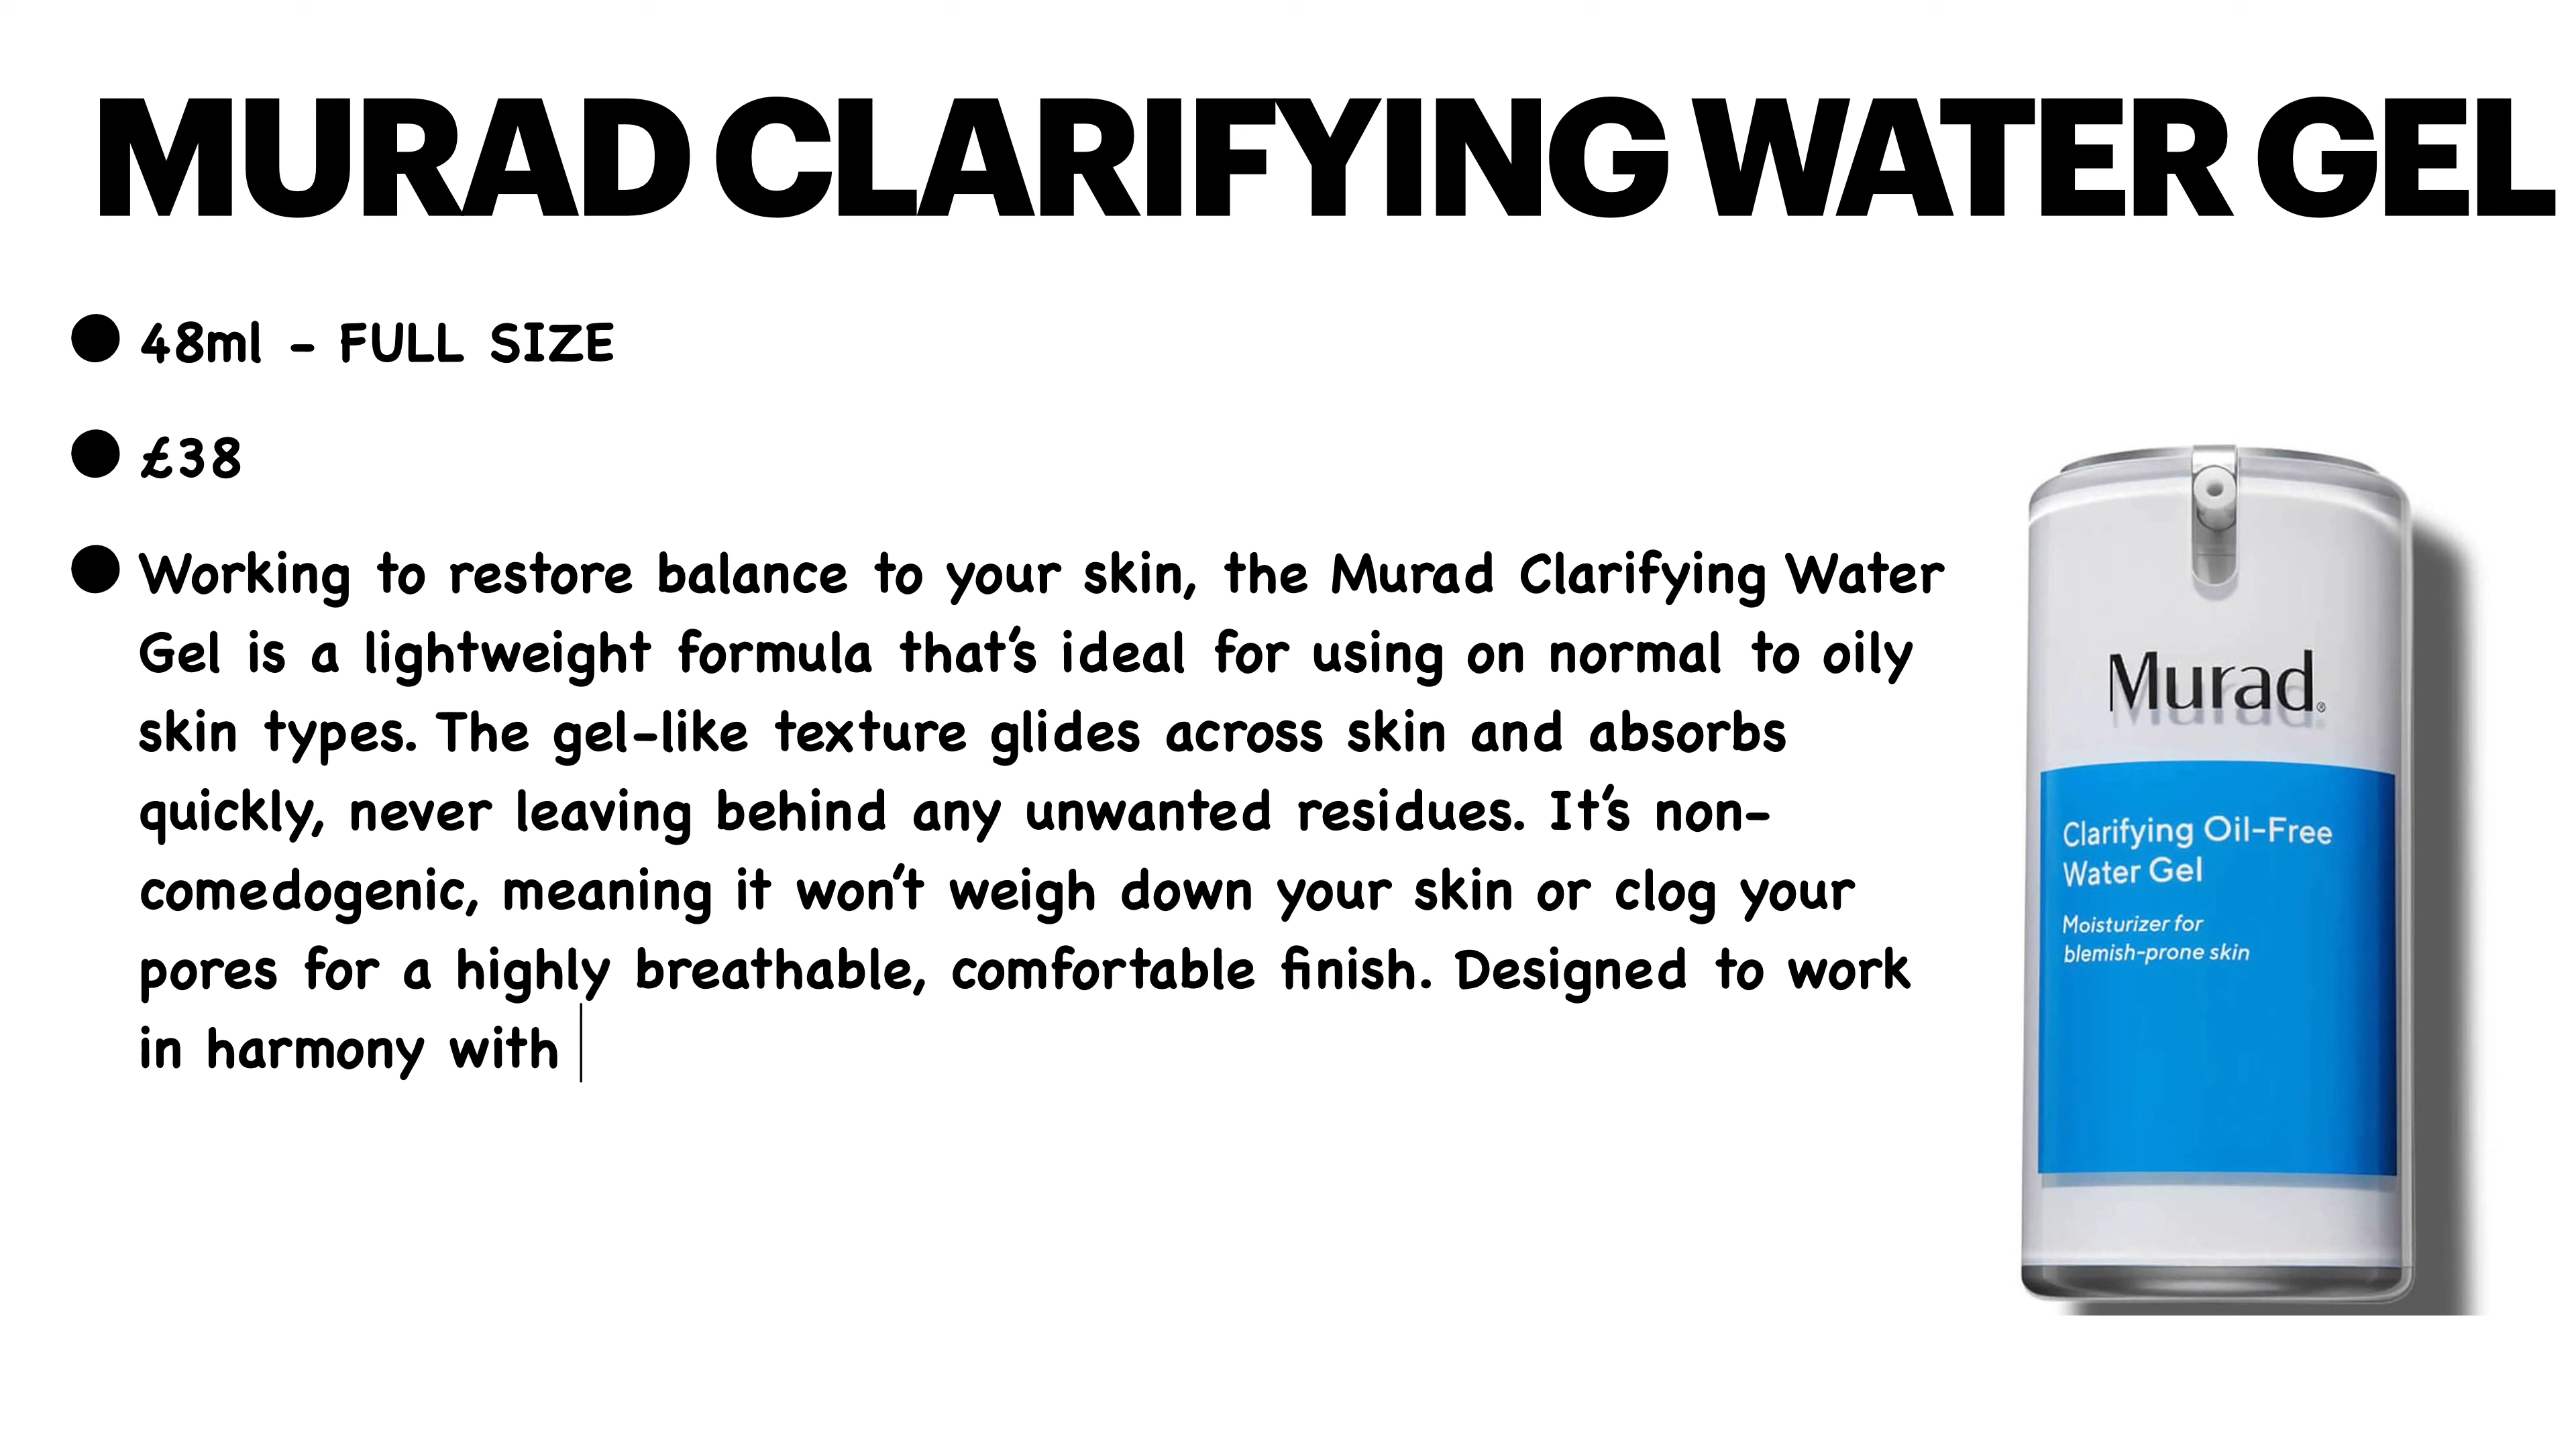 MURAD CLARIFYING WATER GEL
48ml - FULL SIZE
£38
Working to restore balance to your skin, the Murad Clarifying Water
Gel is a lightweight formula that's ideal for using on normal to oily
skin types. The gel-like texture glides across skin and absorbs
quickly, never leaving behind any unwanted residues. It's non-
comedogenic, meaning it won't weigh down your skin or clog your
pores for a highly breathable, comfortable finish. Designed to work
in harmony with
Murad®
Clarifying Oil-Free
Water Gel
Moisturizer for
blemish-prone skin